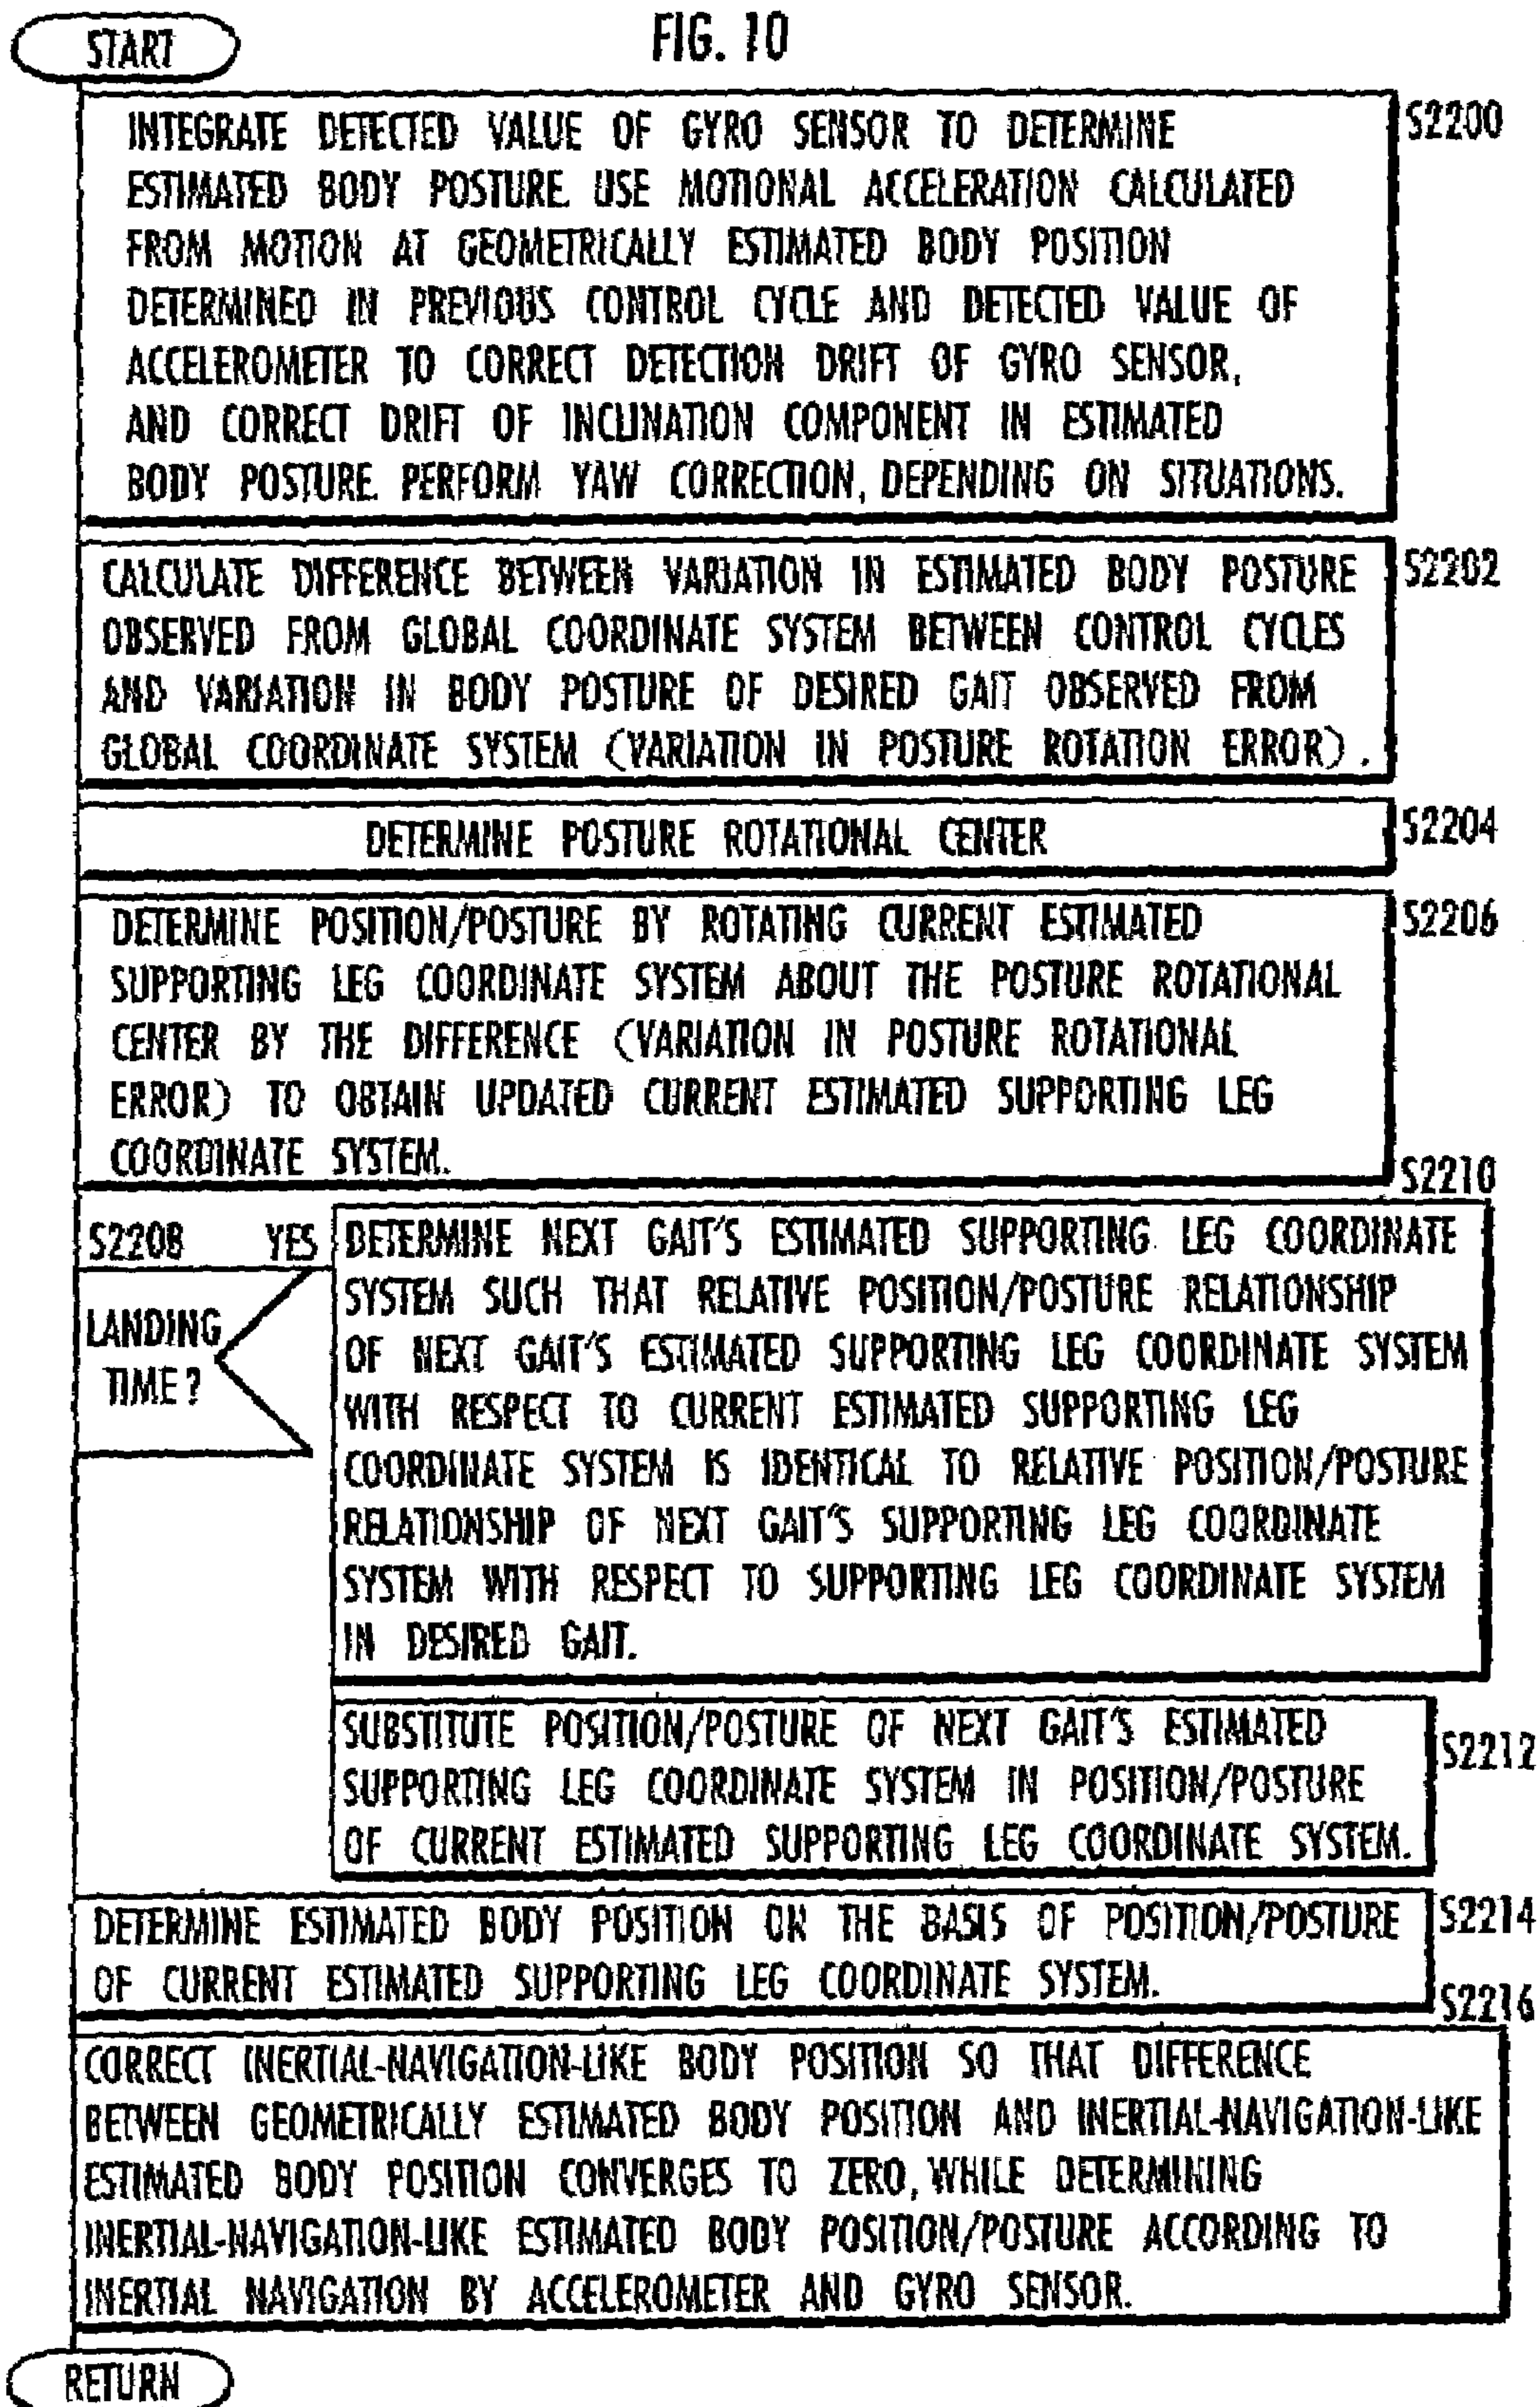 FIG. 10
START
INTEGRATE DETECTED VALUE OF GYRO SENSOR TO DETERMINE
ESTIMATED BODY POSTURE. USE MOTIONAL ACCELERATION CALCULATED
FROM MOTION AT GEOMETRICALLY ESTIMATED BODY POSITION
DETERMINED IN PREVIOUS CONTROL CYCLE AND DETECTED VALUE OF
ACCELEROMETER TO CORRECT DETECTION DRIFT OF GYRO SENSOR,
AND CORRECT DRIFT OF INCLINATION COMPONENT IN ESTIMATED
BODY POSTURE. PERFORM YAW CORRECTION, DEPENDING ON SITUATIONS.
S2200
CALCULATE DIFFERENCE BETWEEN VARIATION IN ESTIMATED BODY POSTURE
OBSERVED FROM GLOBAL COORDINATE SYSTEM BETWEEN CONTROL CYCLES
AND VARIATION IN BODY POSTURE OF DESIRED GAIT OBSERVED FROM
GLOBAL COORDINATE SYSTEM (VARIATION IN POSTURE ROTATION ERROR).
S2202
DETERMINE POSTURE ROTATIONAL CENTER
S2204
DETERMINE POSITION/POSTURE BY ROTATING CURRENT ESTIMATED
SUPPORTING LEG COORDINATE SYSTEM ABOUT THE POSTURE ROTATIONAL
CENTER BY THE DIFFERENCE (VARIATION IN POSTURE ROTATIONAL
ERROR) TO OBTAIN UPDATED CURRENT ESTIMATED SUPPORTING LEG
COORDINATE SYSTEM.
S2206
S2208
LANDING
TIME?
YES
S2210
DETERMINE NEXT GAIT'S ESTIMATED SUPPORTING LEG COORDINATE
SYSTEM SUCH THAT RELATIVE POSITION/POSTURE RELATIONSHIP
OF NEXT GAIT'S ESTIMATED SUPPORTING LEG COORDINATE SYSTEM
WITH RESPECT TO CURRENT ESTIMATED SUPPORTING LEG
COORDINATE SYSTEM IS IDENTICAL TO RELATIVE POSITION/POSTURE
RELATIONSHIP OF NEXT GAIT'S SUPPORTING LEG COORDINATE
SYSTEM WITH RESPECT TO SUPPORTING LEG COORDINATE SYSTEM
IN DESIRED GAIT.
SUBSTITUTE POSITION/POSTURE OF NEXT GAIT'S ESTIMATED
SUPPORTING LEG COORDINATE SYSTEM IN POSITION/POSTURE
OF CURRENT ESTIMATED SUPPORTING LEG COORDINATE SYSTEM.
S2212
DETERMINE ESTIMATED BODY POSITION ON THE BASIS OF POSITION/POSTURE
OF CURRENT ESTIMATED SUPPORTING LEG COORDINATE SYSTEM.
S2214
S2216
CORRECT INERTIAL-NAVIGATION-LIKE BODY POSITION SO THAT DIFFERENCE
BETWEEN GEOMETRICALLY ESTIMATED BODY POSITION AND INERTIAL-NAVIGATION-LIKE
ESTIMATED BODY POSITION CONVERGES TO ZERO, WHILE DETERMINING
INERTIAL-NAVIGATION-LIKE ESTIMATED BODY POSITION/POSTURE ACCORDING TO
INERTIAL NAVIGATION BY ACCELEROMETER AND GYRO SENSOR.
RETURN